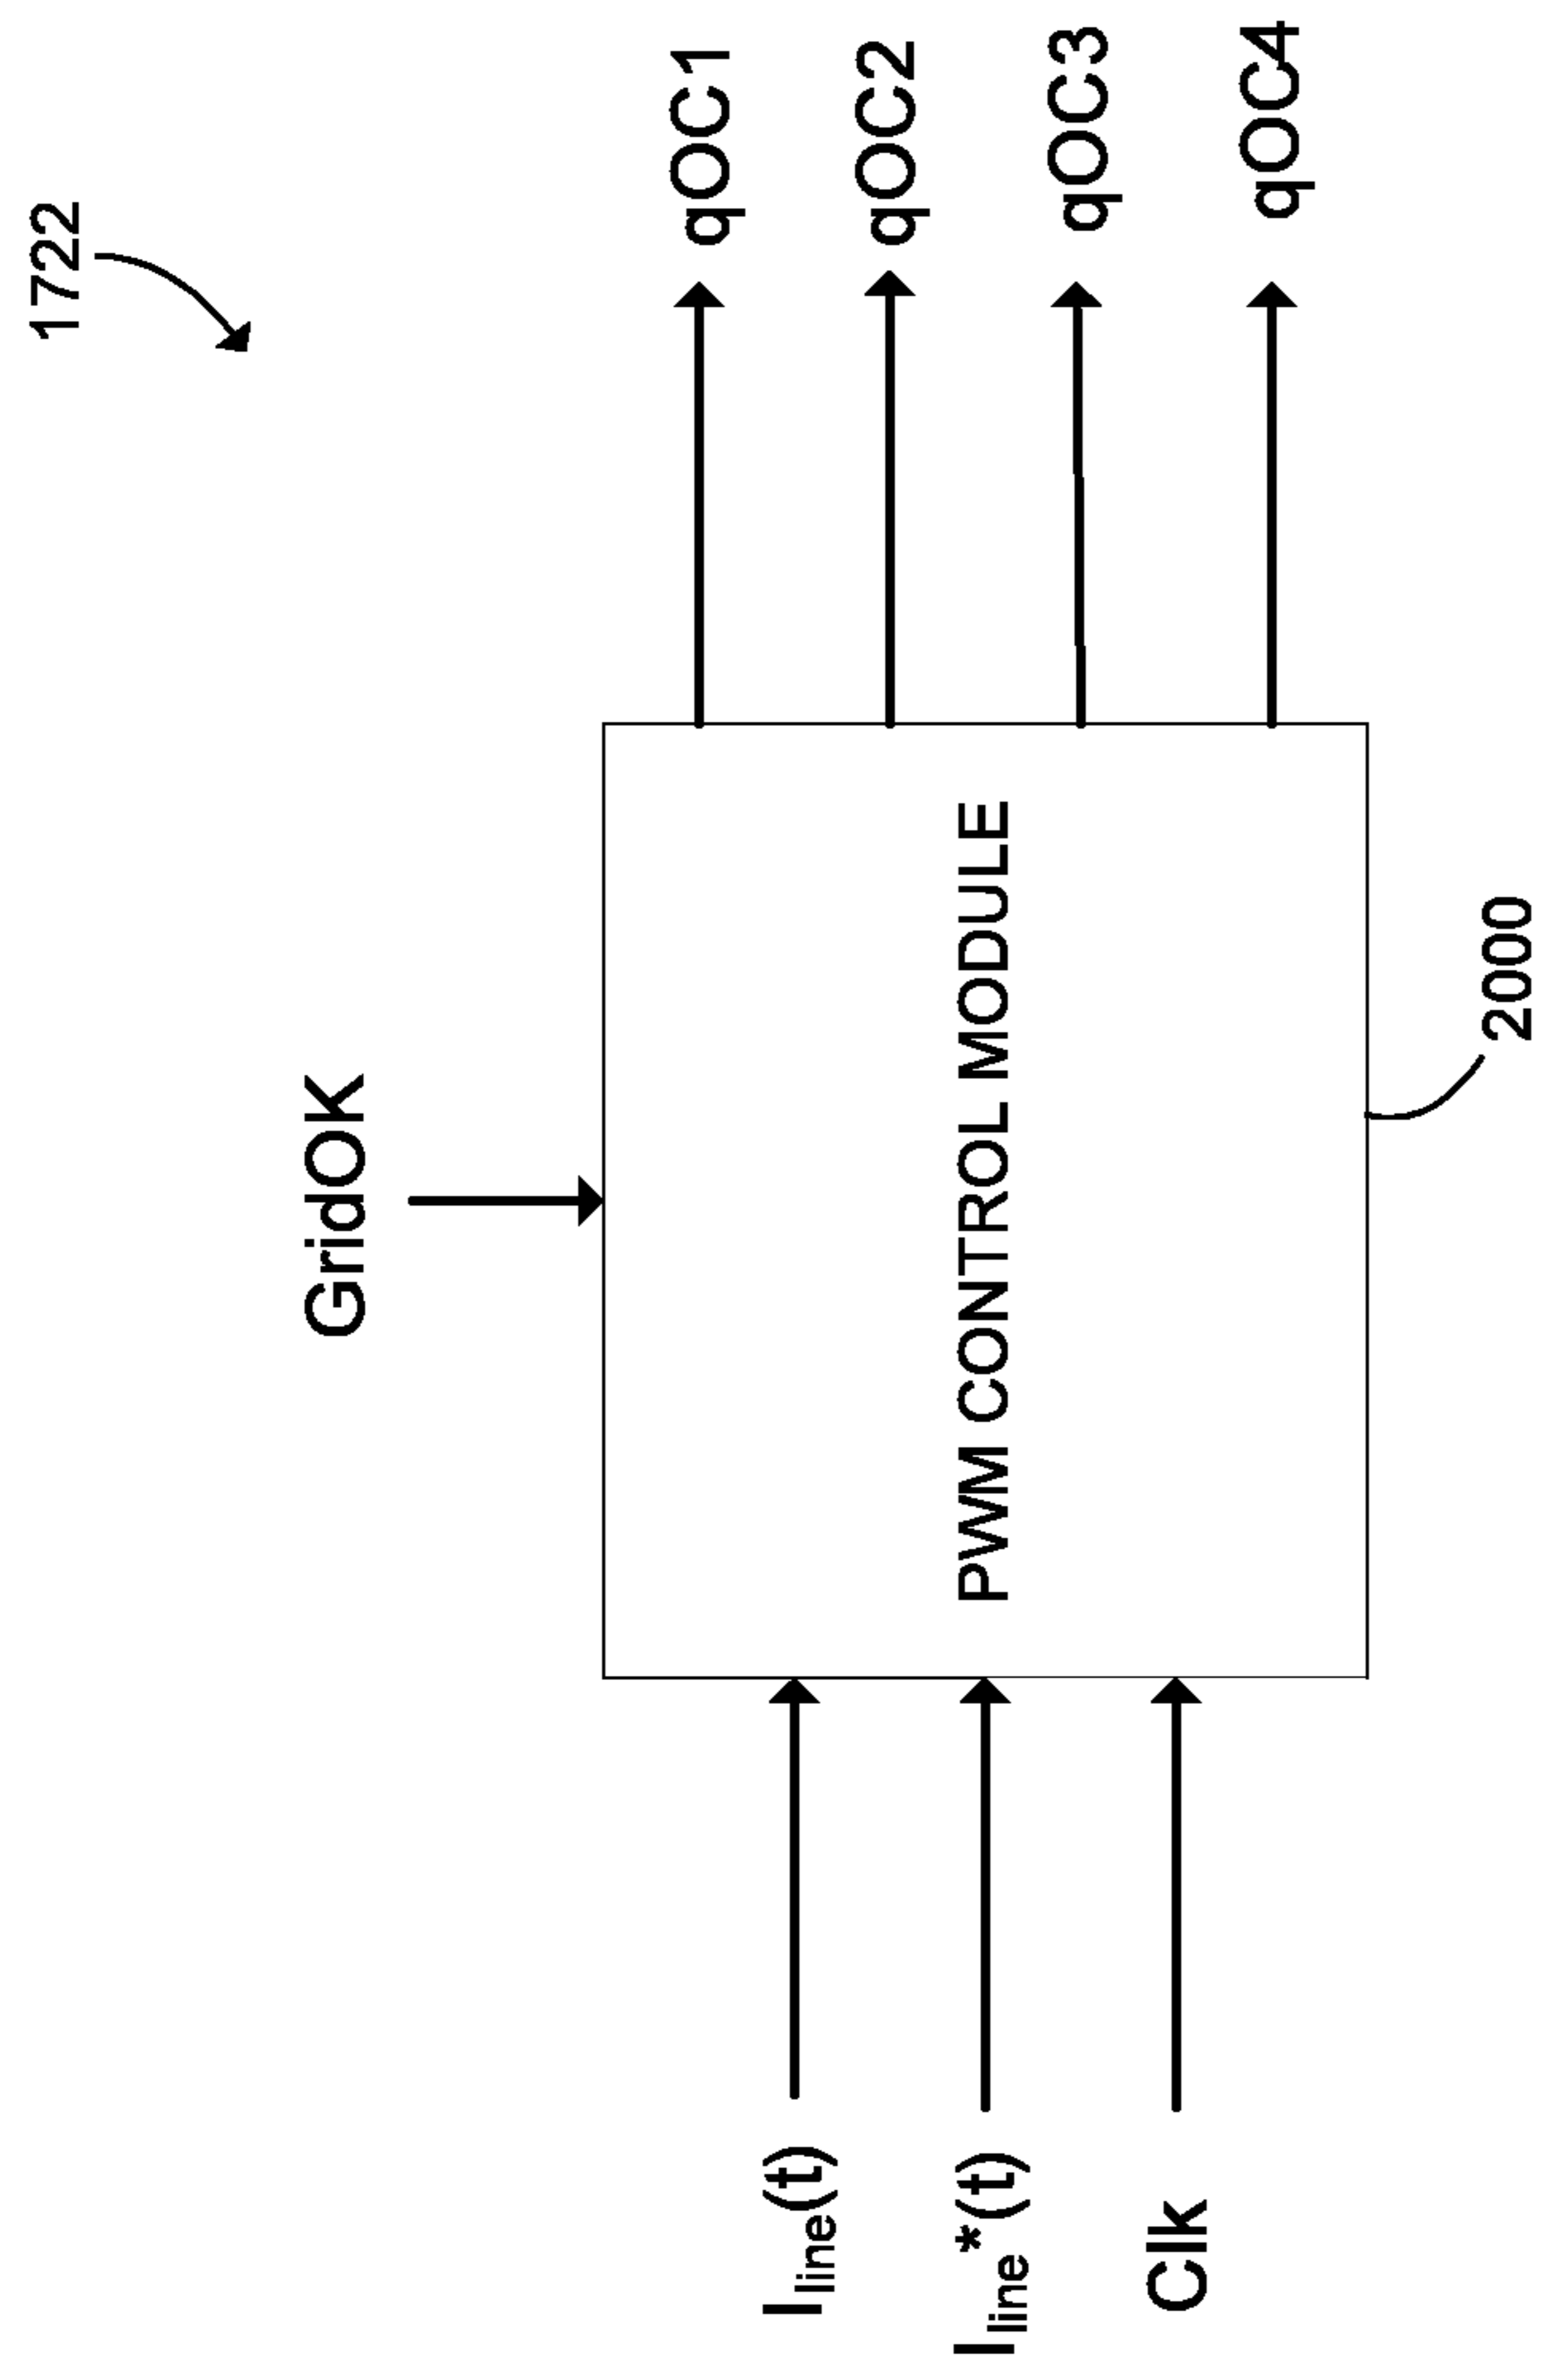 1722
GridOK
Iline(t)
Iline*(t)
Clk
PWM CONTROL MODULE
qOC1
qOC2
qOC3
qOC4
2000